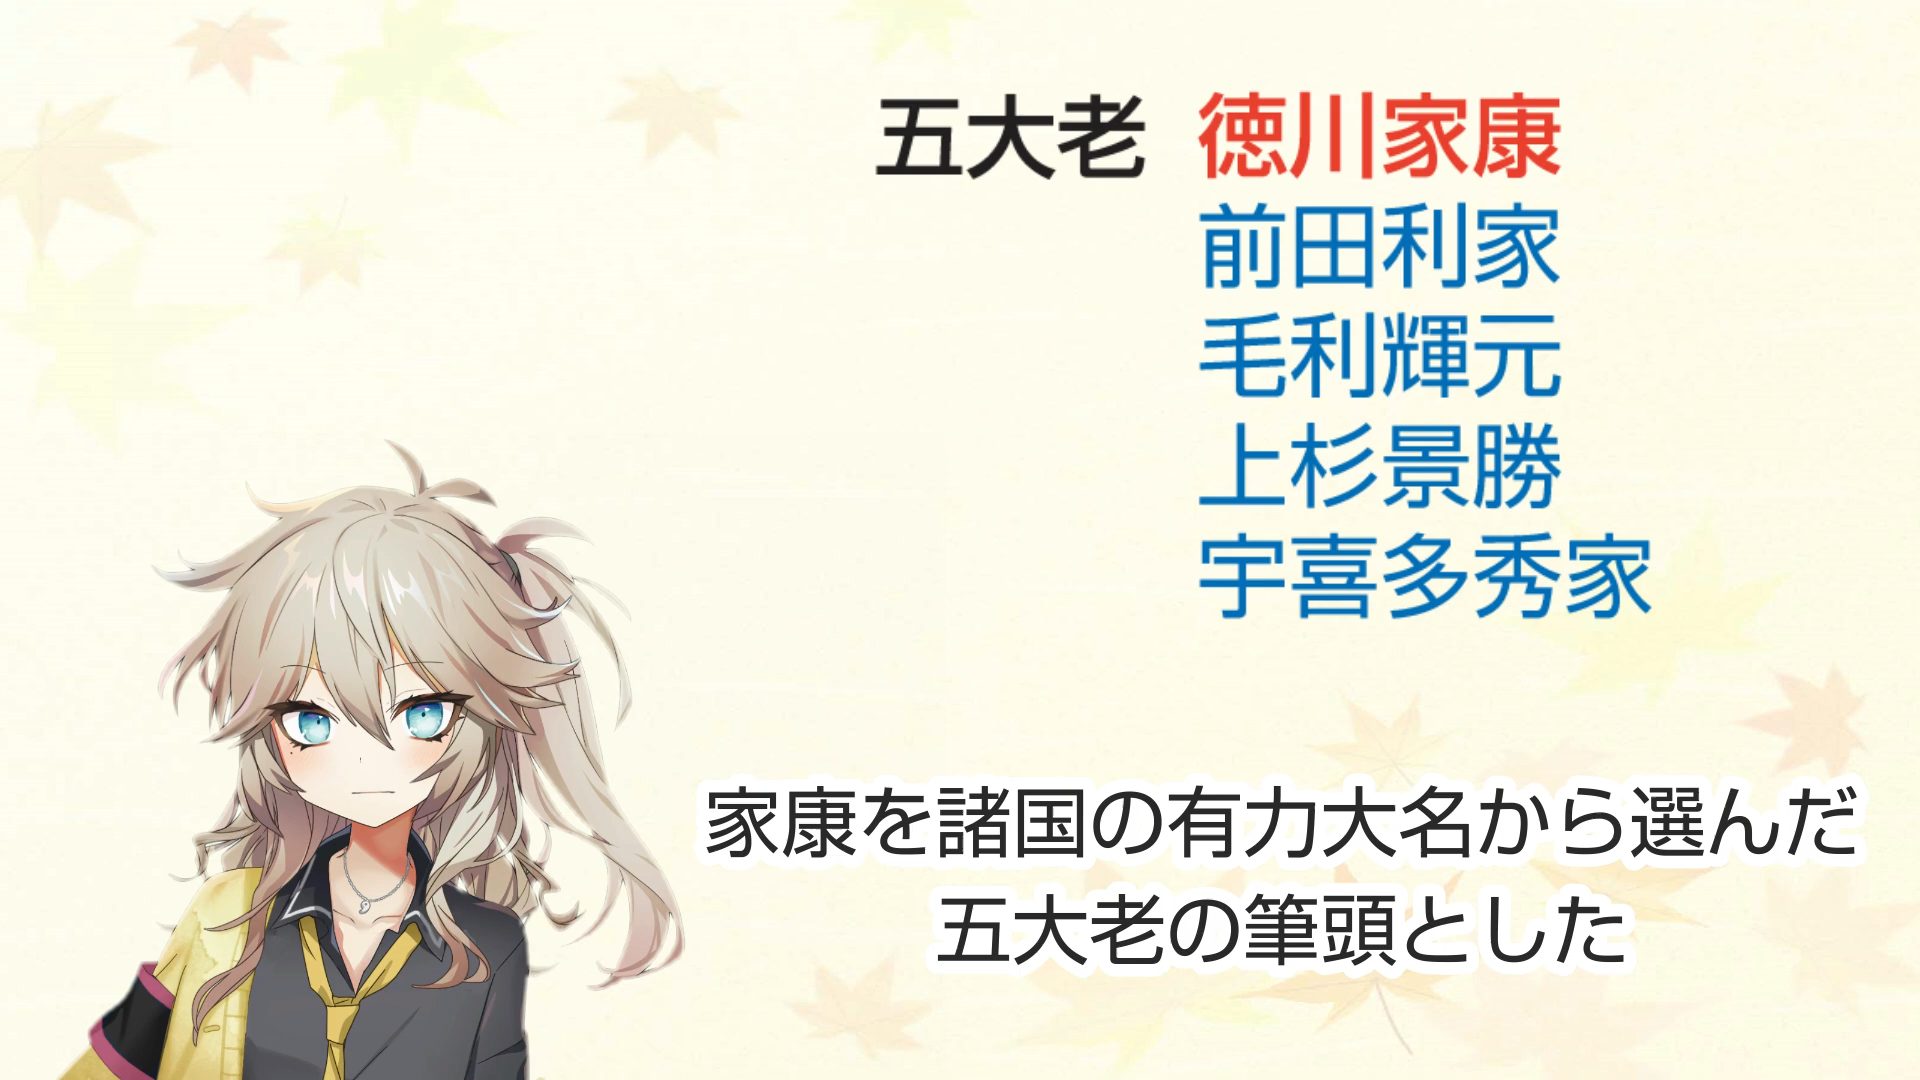 五大老 徳川家康
前田利家
毛利輝元
上杉景勝
宇喜多秀家
家康を諸国の有力大名から選んだ
五大老の筆頭とした